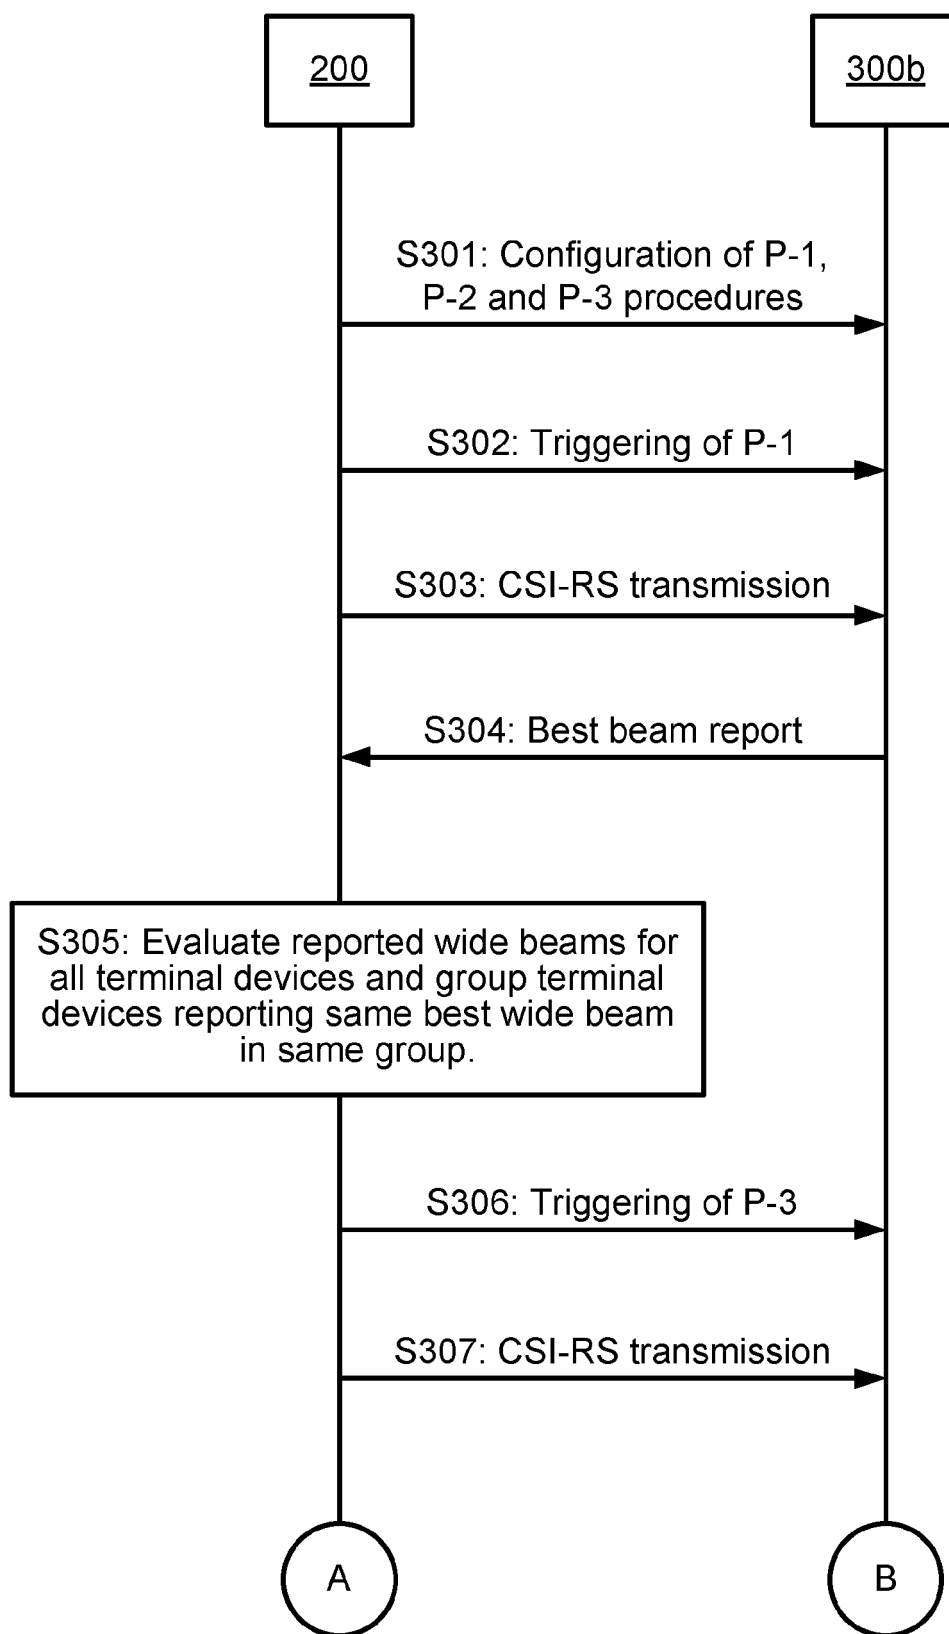 200
300b
S301: Configuration of P-1,
P-2 and P-3 procedures
S302: Triggering of P-1
S303: CSI-RS transmission
S304: Best beam report
S305: Evaluate reported wide beams for
all terminal devices and group terminal
devices reporting same best wide beam
in same group.
S306: Triggering of P-3
S307: CSI-RS transmission
A
B